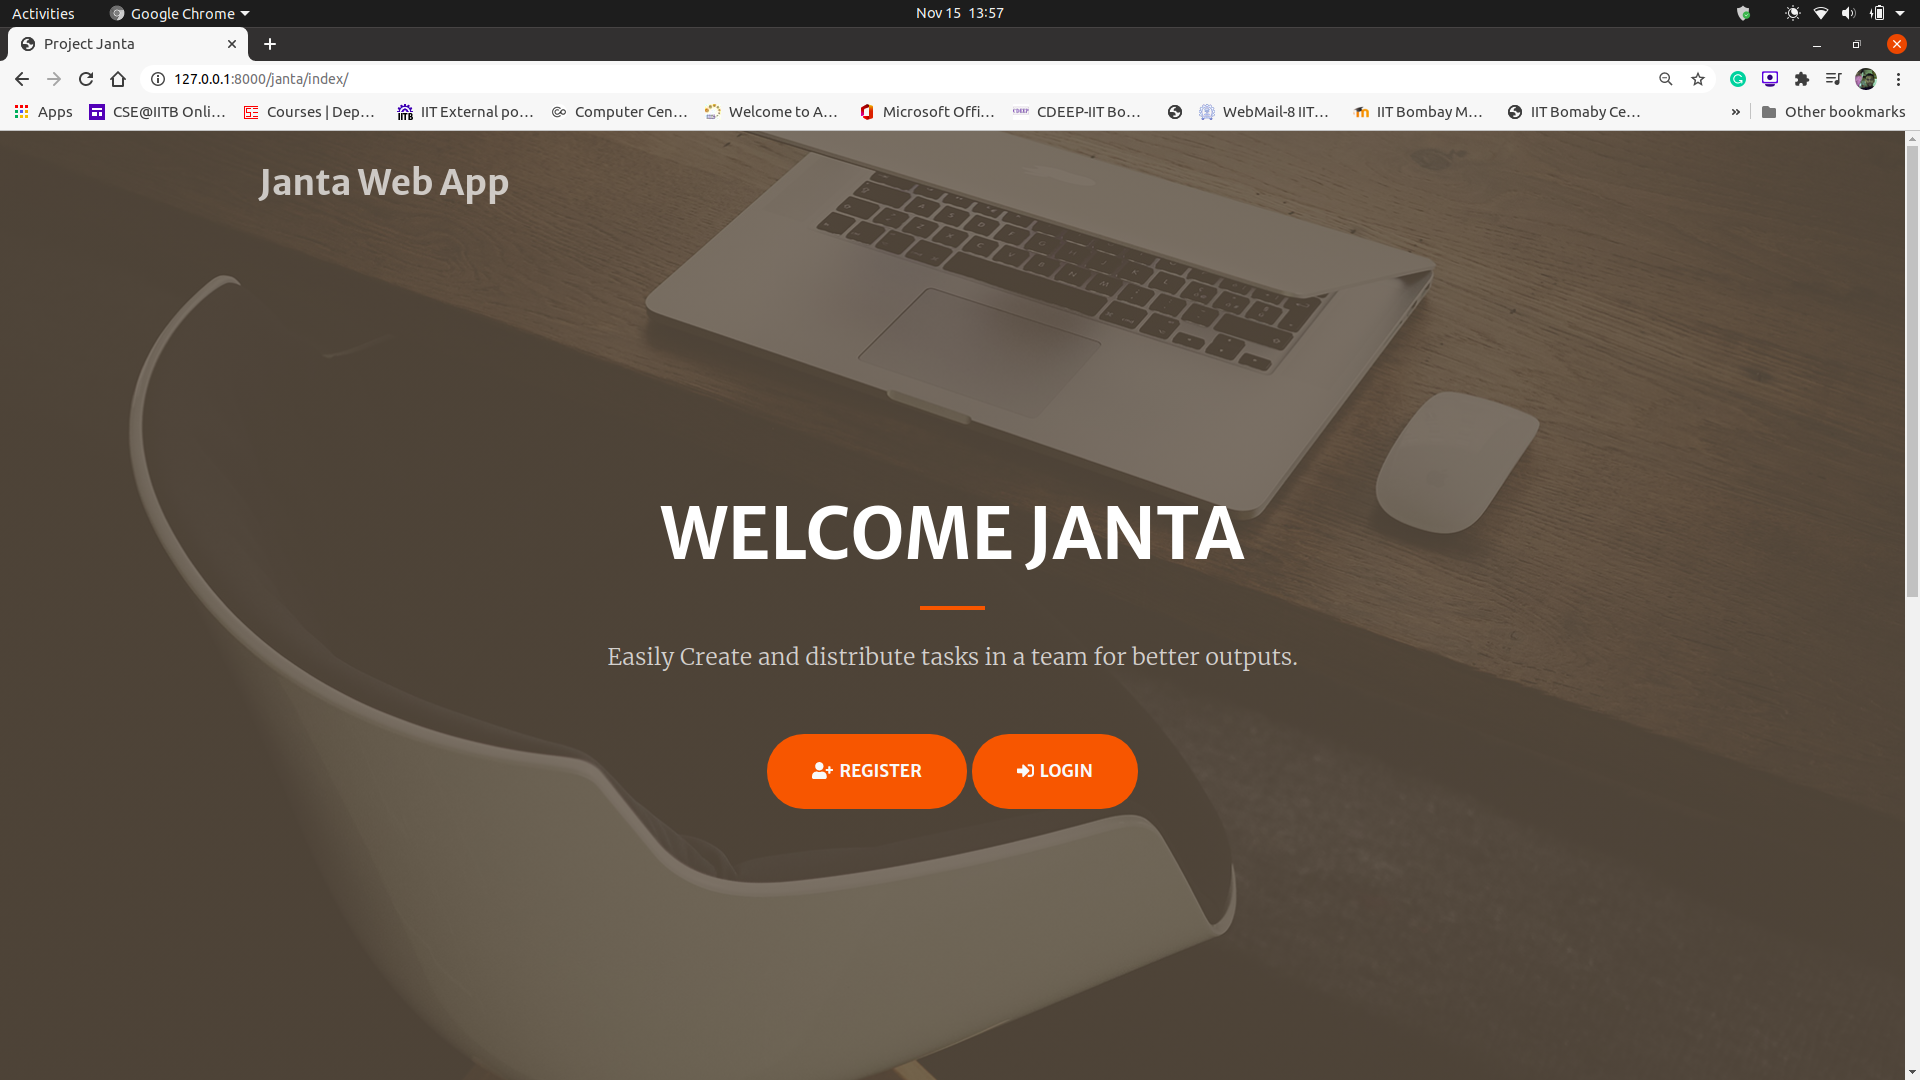 Activities Google Chrome Nov 15 13:57
Project Janta
127.0.0.1:8000/janta/index/
Apps CSE@IITB Onli... Courses | Dep... IIT External po... Computer Cen... Welcome to A... Microsoft Offi... CDEEP-IIT Bo... WebMail-8 IIT... IIT Bombay M... IIT Bomaby Ce... » Other bookmarks
Janta Web App
WELCOME JANTA
Easily Create and distribute tasks in a team for better outputs.
REGISTER LOGIN